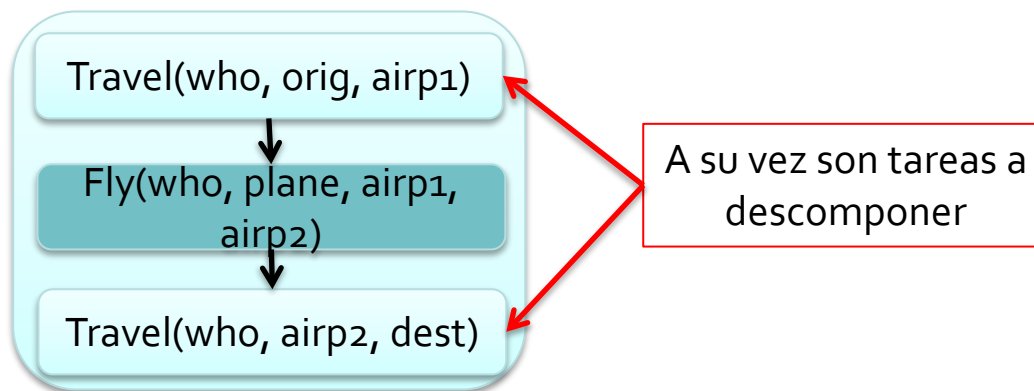 Travel(who, orig, airp1)
Fly(who, plane, airp1,
airp2)
Travel(who, airp2, dest)
A su vez son tareas a
descomponer